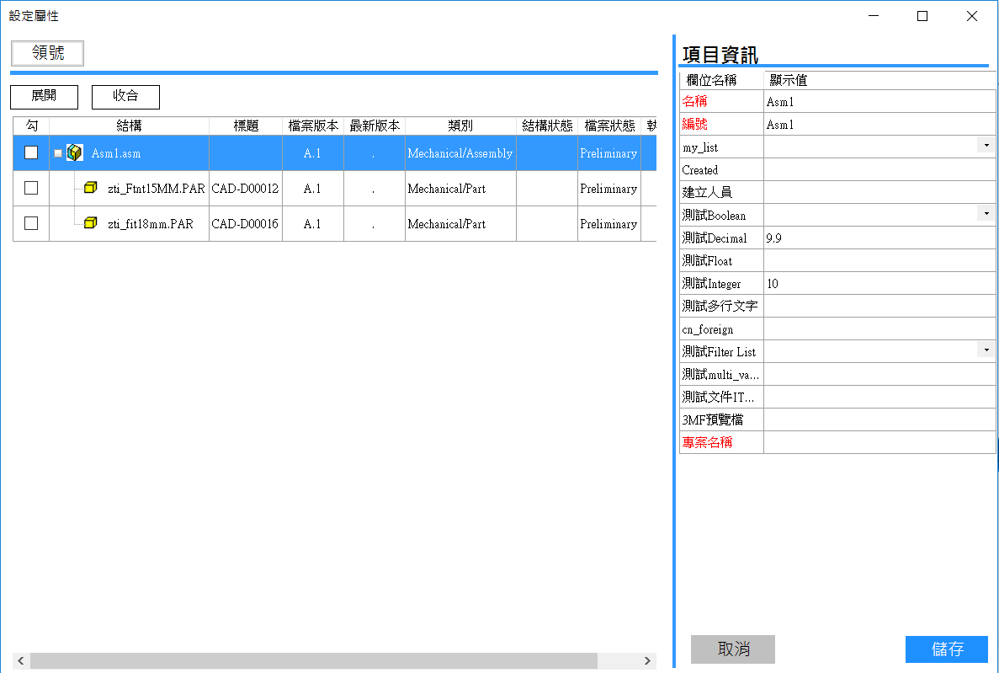 設定屬性
領號
展開 收合
勾 結構 標題 檔案版本 最新版本 類別 結構狀態 檔案狀態
Asm1.asm A.1 . Mechanical/Assembly Preliminary
zti_Ftnt15MM.PAR CAD-D00012 A.1 . Mechanical/Part Preliminary
zti_fit18mm.PAR CAD-D00016 A.1 . Mechanical/Part Preliminary
項目資訊
欄位名稱 顯示值
名稱 Asm1
編號 Asm1
my_list
Created
建立人員
測試Boolean
測試Decimal 9.9
測試Float
測試Integer 10
測試多行文字
cn_foreign
測試Filter List
測試multi_va...
測試文件IT...
3MF預覽檔
專案名稱
取消 儲存